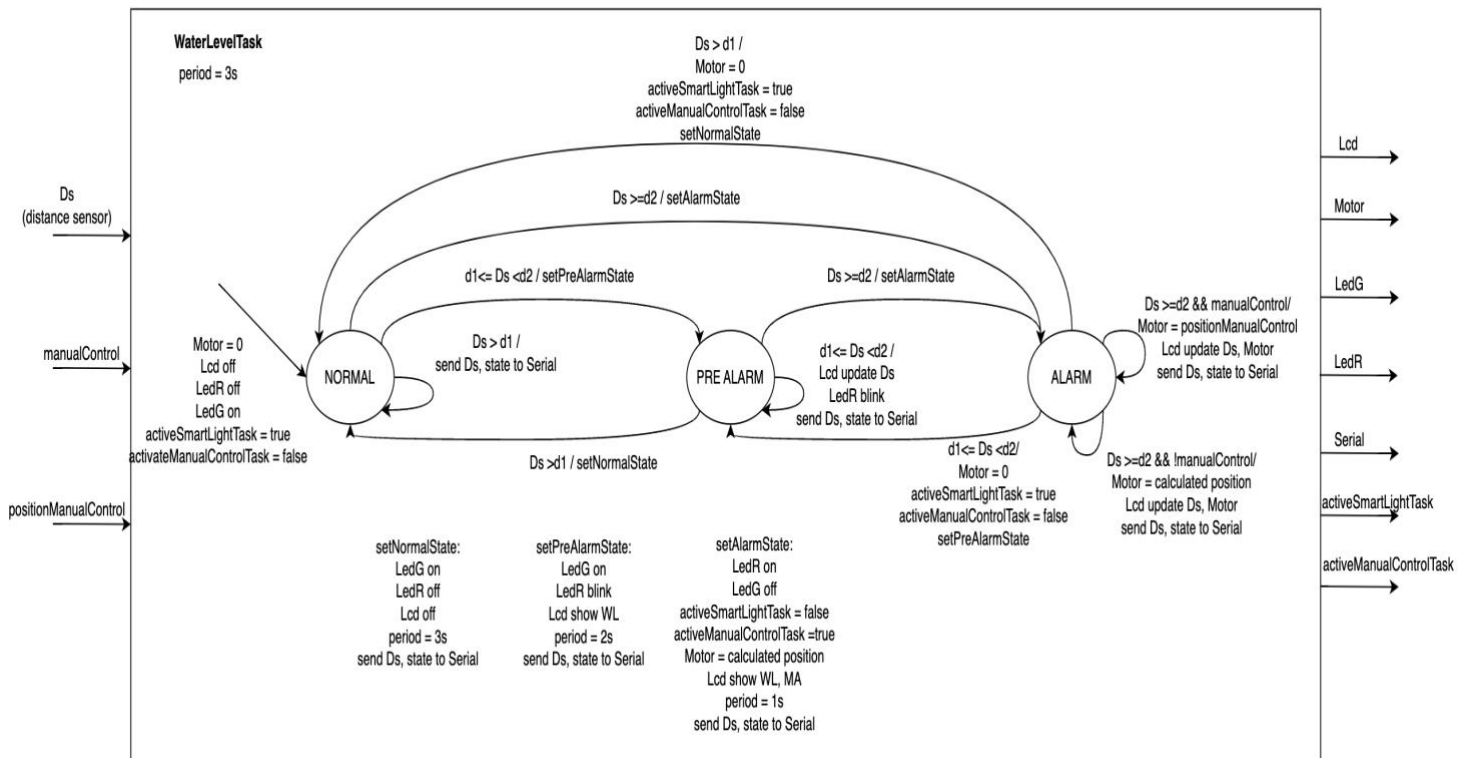 WaterLevelTask
period = 3s
Ds > d1 /
Motor = 0
activeSmartLightTask = true
activeManualControlTask = false
setNormalState
Ds >=d2 / setAlarmState
d1<= Ds <d2 / setPreAlarmState
Ds >=d2 / setAlarmState
Ds
(distance sensor)
manualControl
positionManualControl
Motor = 0
Lcd off
LedR off
LedG on
activeSmartLightTask = true
activateManualControlTask = false
NORMAL
Ds > d1 /
send Ds, state to Serial
PRE ALARM
d1<= Ds <d2 /
Lcd update Ds
LedR blink
send Ds, state to Serial
ALARM
Ds >=d2 && manualControl/
Motor = positionManualControl
Lcd update Ds, Motor
send Ds, state to Serial
Ds >=d2 && !manualControl/
Motor = calculated position
Lcd update Ds, Motor
send Ds, state to Serial
Ds >d1 / setNormalState
d1<= Ds <d2/
Motor = 0
activeSmartLightTask = true
activeManualControlTask = false
setPreAlarmState
setNormalState:
LedG on
LedR off
Lcd off
period = 3s
send Ds, state to Serial
setPreAlarmState:
LedG on
LedR blink
Lcd show WL
period = 2s
send Ds, state to Serial
setAlarmState:
LedR on
LedG off
activeSmartLightTask = false
activeManualControlTask =true
Motor = calculated position
Lcd show WL, MA
period = 1s
send Ds, state to Serial
Lcd
Motor
LedG
LedR
Serial
activeSmartLightTask
activeManualControlTask